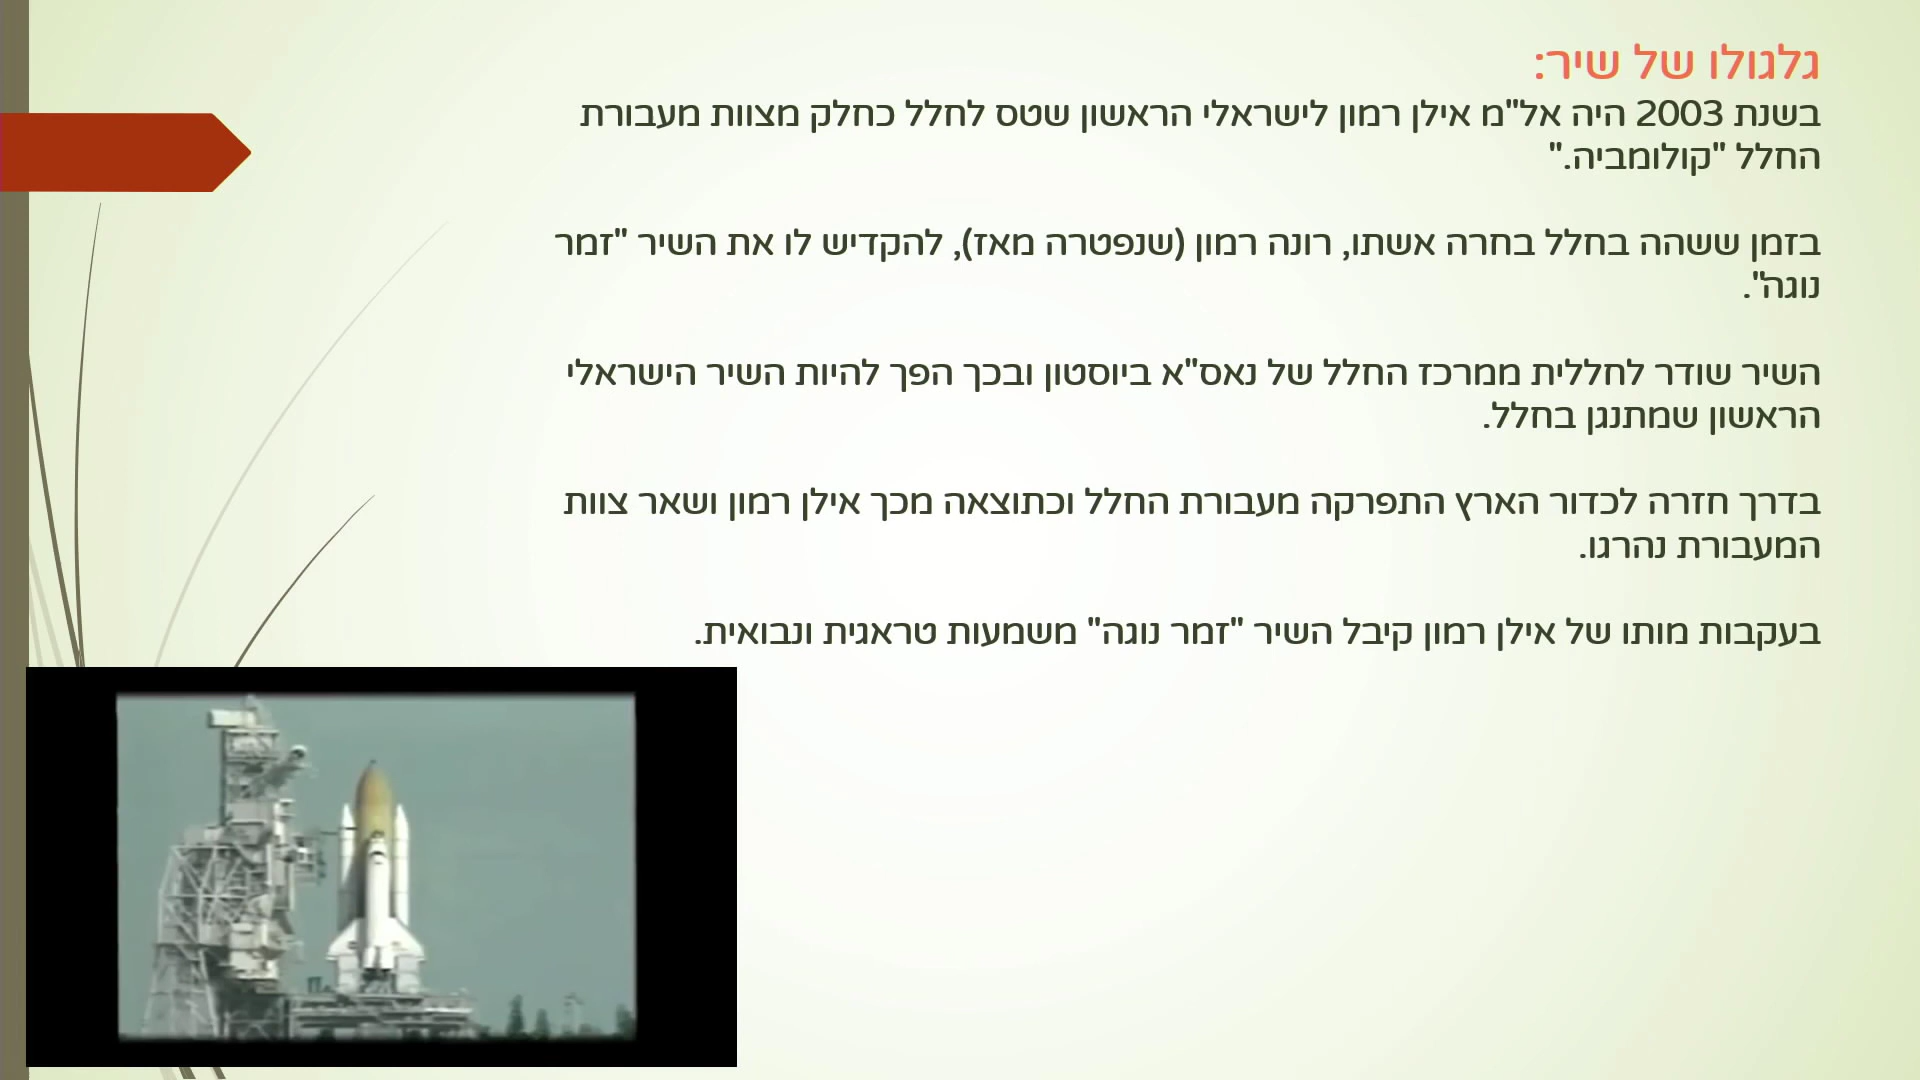 גלגולו של שיר:
בשנת 2003 היה אל"מ אילן רמון לישראלי הראשון שטס לחלל כחלק מצוות מעבורת
החלל "קולומביה."
בזמן ששהה בחלל בחרה אשתו, רונה רמון (שנפטרה מאז), להקדיש לו את השיר "זמר
נוגה".
השיר שודר לחללית ממרכז החלל של נאס"א ביוסטון ובכך הפך להיות השיר הישראלי
הראשון שמתנגן בחלל.
בדרך חזרה לכדור הארץ התפרקה מעבורת החלל וכתוצאה מכך אילן רמון ושאר צוות
המעבורת נהרגו.
בעקבות מותו של אילן רמון קיבל השיר "זמר נוגה" משמעות טראגית ונבואית.